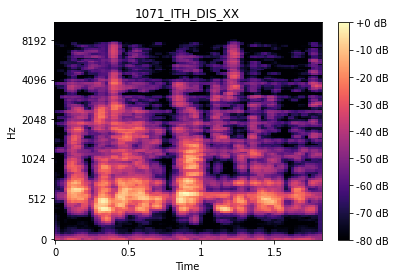 1071_ITH_DIS_XX
+0 dB
8192
-10 dB
4096
-20 dB
-30 dB
2048
-40 dB
Hz
1024
-50 dB
512
-60 dB
-70 dB
0
-80 dB
0
0.5
1
1.5
Time